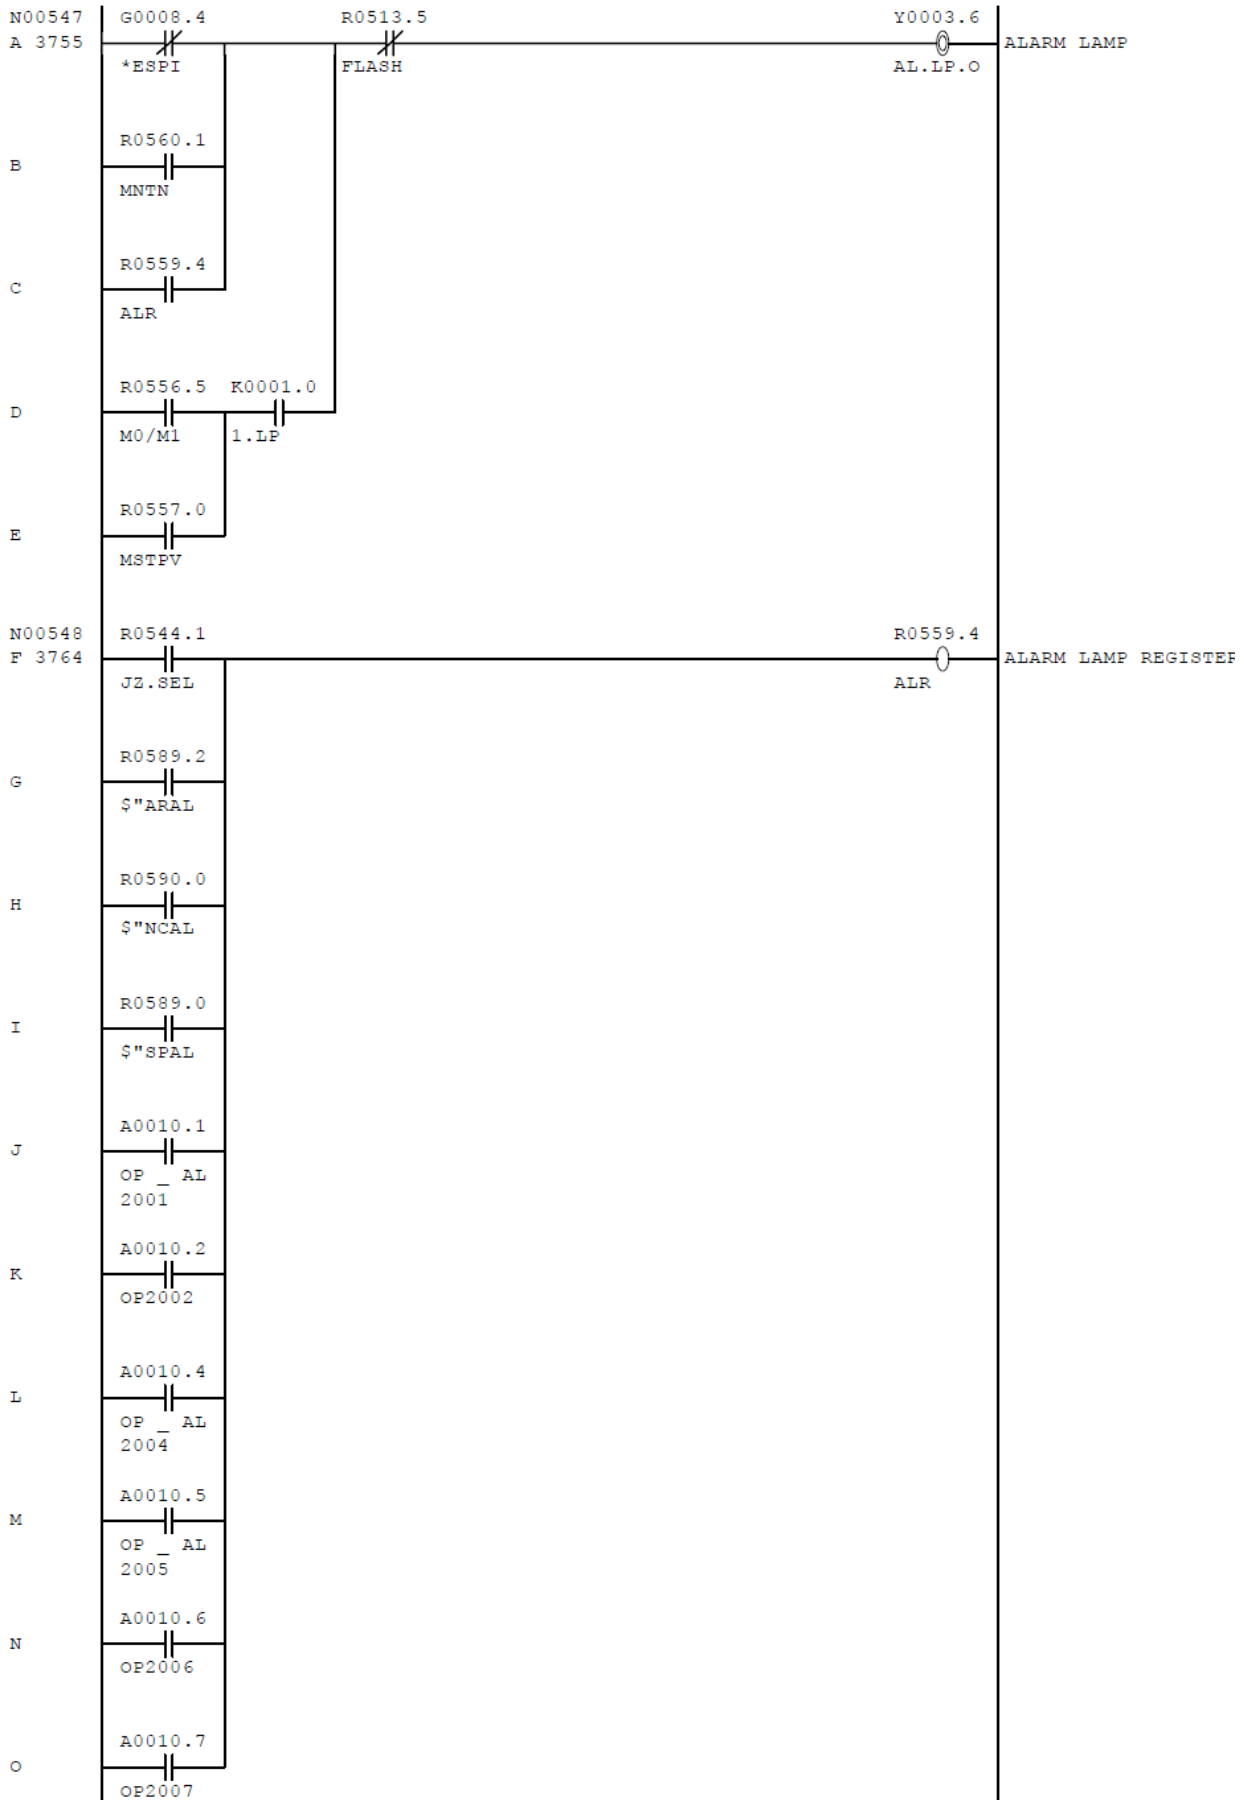 N00547 G0008.4 R0513.5 Y0003.6
A 3755 ALARM LAMP
*ESPI FLASH AL.LP.O
R0560.1
B
MNTN
R0559.4
C
ALR
R0556.5 K0001.0
D
M0/M1 1.LP
R0557.0
E
MSTPV
N00548 R0544.1 R0559.4
F 3764 ALARM LAMP REGISTER
JZ.SEL ALR
R0589.2
G
$"ARAL
R0590.0
H
$"NCAL
R0589.0
I
$"SPAL
A0010.1
J
OP _ AL
2001
A0010.2
K
OP2002
A0010.4
L
OP _ AL
2004
A0010.5
M
OP _ AL
2005
A0010.6
N
OP2006
A0010.7
O
OP2007